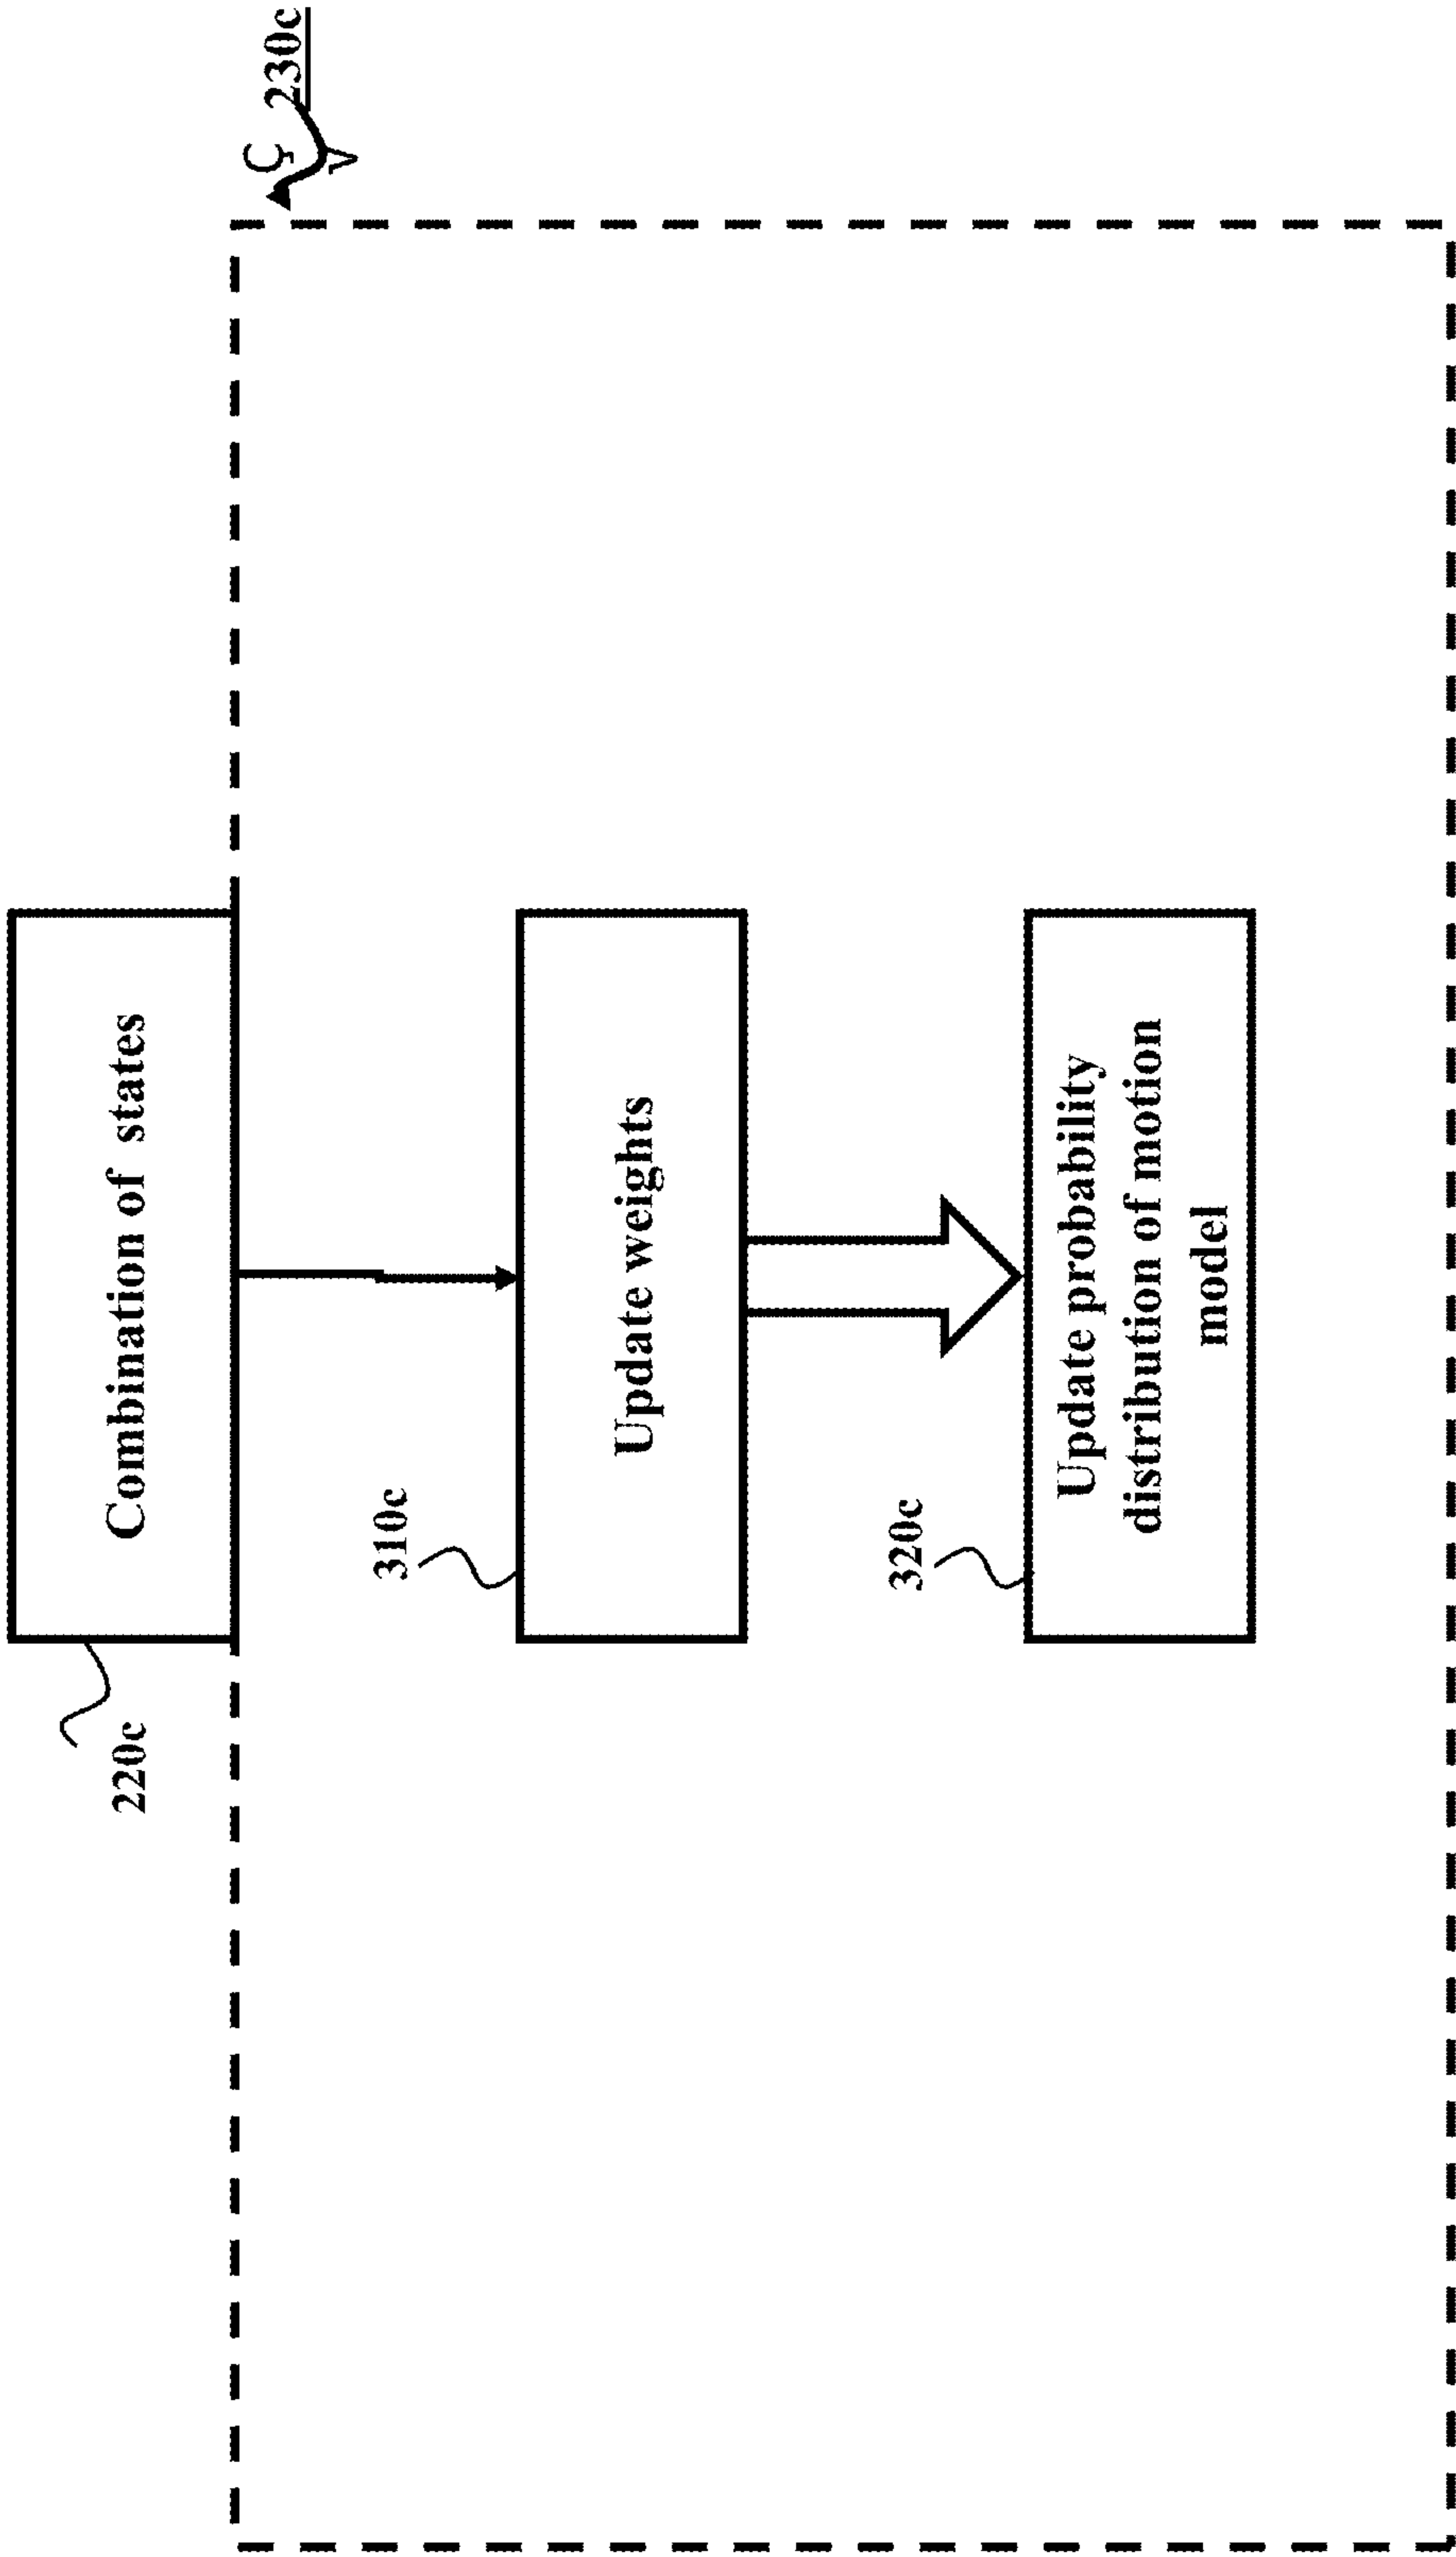 230c
220c
Combination of states
310c
Update weights
320c
Update probability
distribution of motion
model